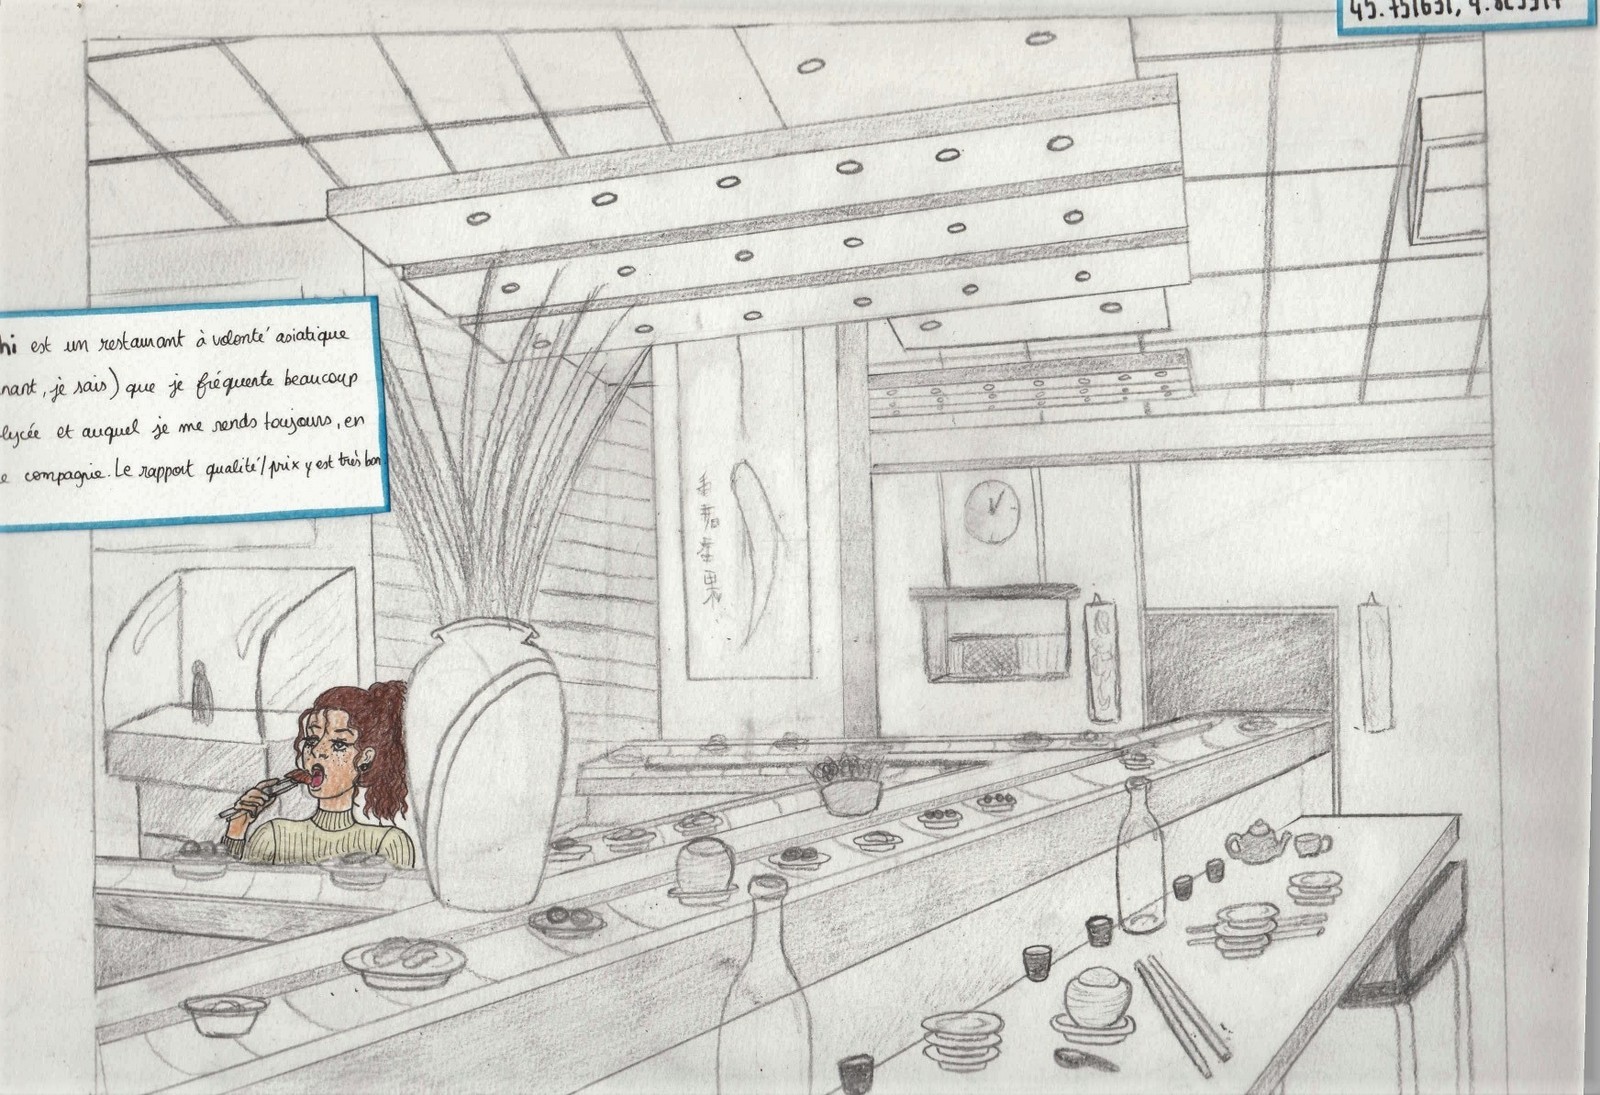 hi est un restaurant à volonté asiatique
nant, je sais) que je fréquente beaucoup
lycée et auquel je me rends toujours, en
e compagnie. Le rapport qualité/prix y est très bon